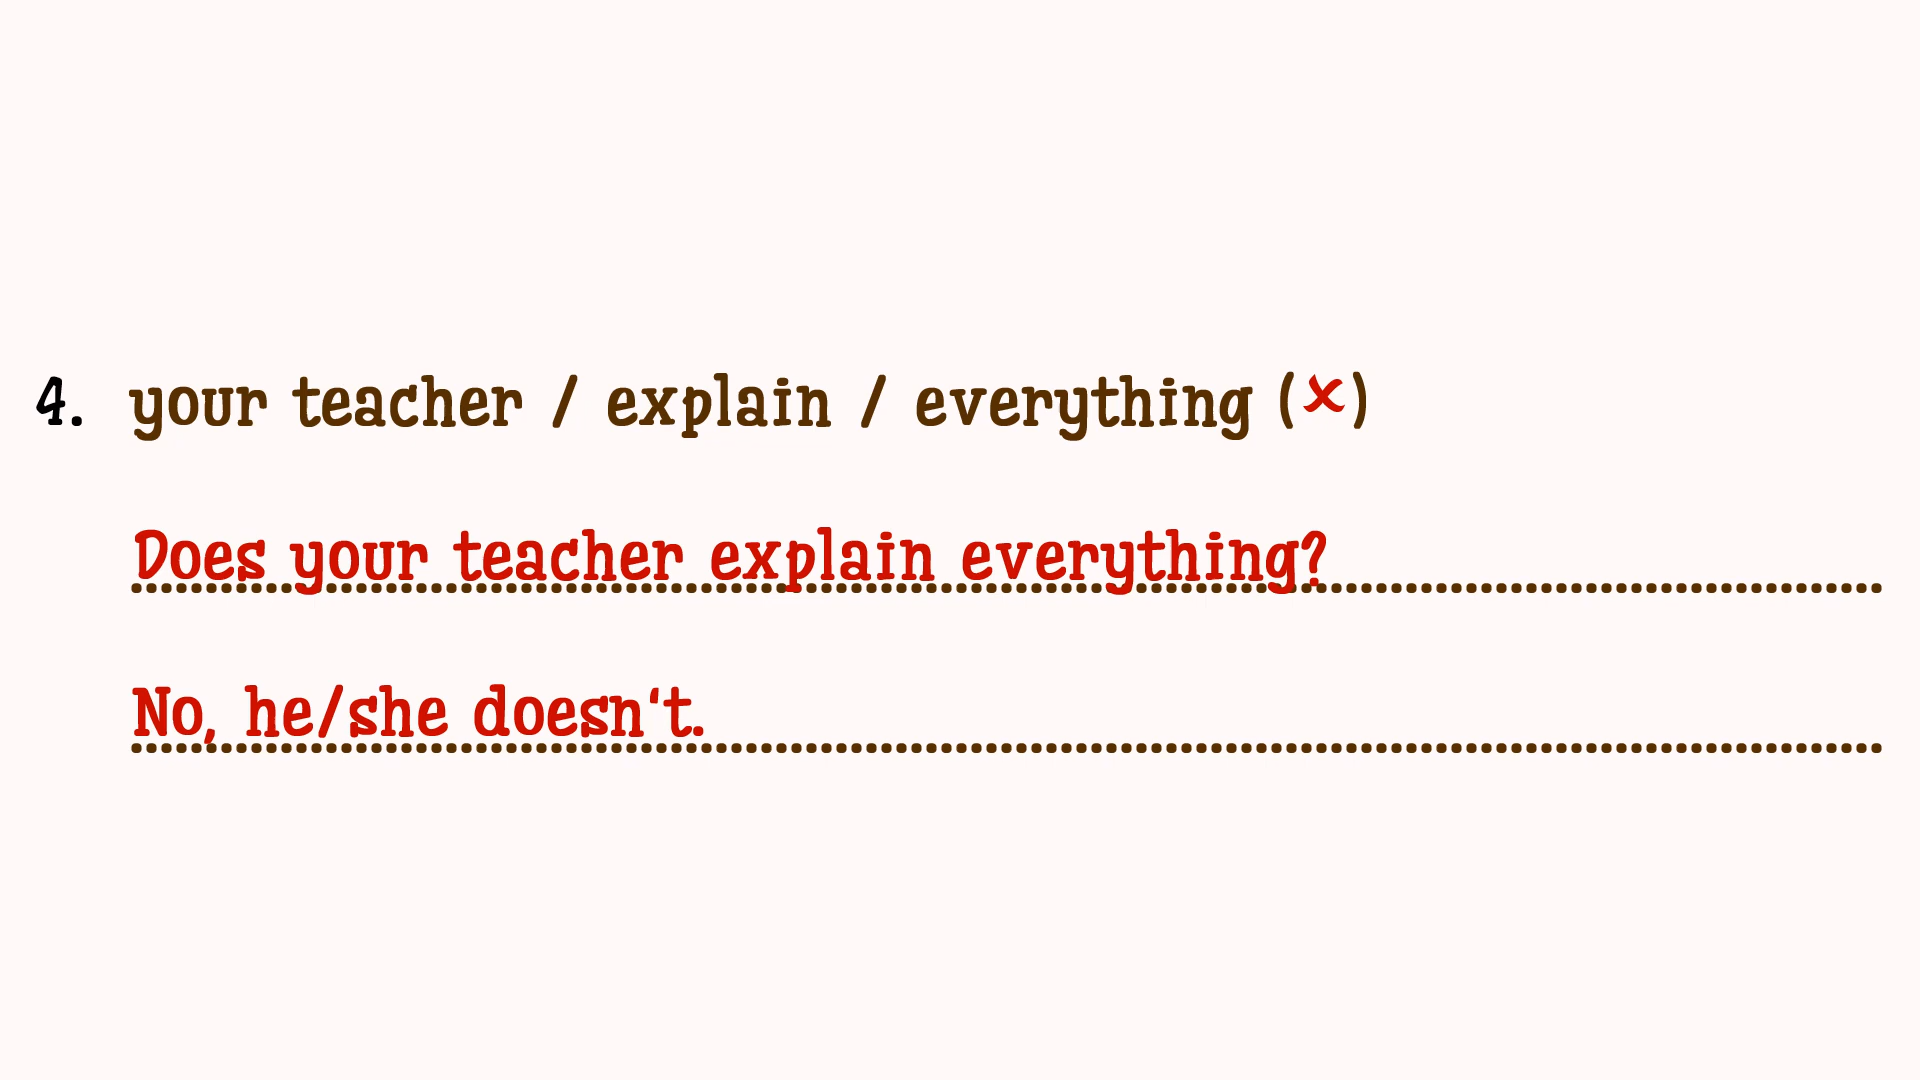 4. your teacher / explain / everything (✗)
Does your teacher explain everything?
No, he/she doesn‘t.